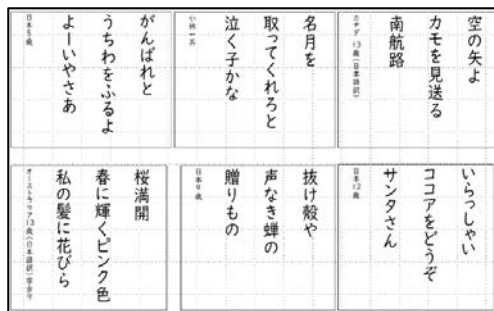 空の矢よ
カモを見送る
南航路
カナダ 13歳（日本語訳）
名月を
取ってくれろと
泣く子かな
小林一茶
がんばれと
うちわをふるよ
よーいやさあ
日本5歳
いらっしゃい
ココアをどうぞ
サンタさん
日本12歳
抜け殻や
声なき蝉の
贈りもの
日本9歳
桜満開
春に輝くピンク色
私の髪に花びら
オーストラリア13歳（日本語訳）